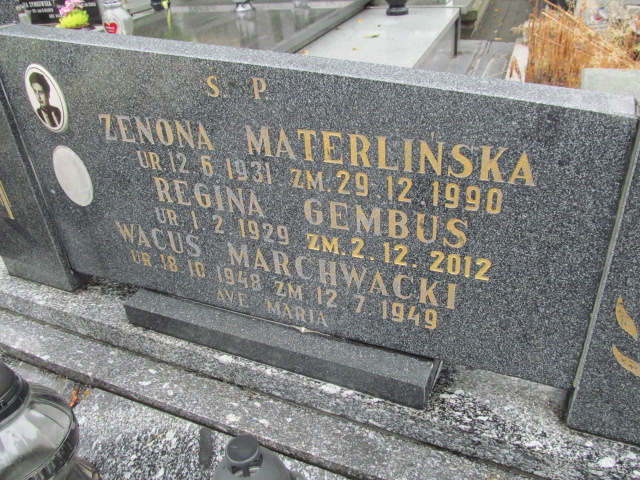 S. P.
ZENONA MATERLIŃSKA
UR. 12. 6. 1931 ZM. 29. 12. 1990
REGINA GEMBUS
UR. 1. 2. 1929 ZM. 2. 12. 2012
WACUS MARCHWACKI
UR. 18. 10. 1948 ZM 12. 7. 1949
AVE MARIA